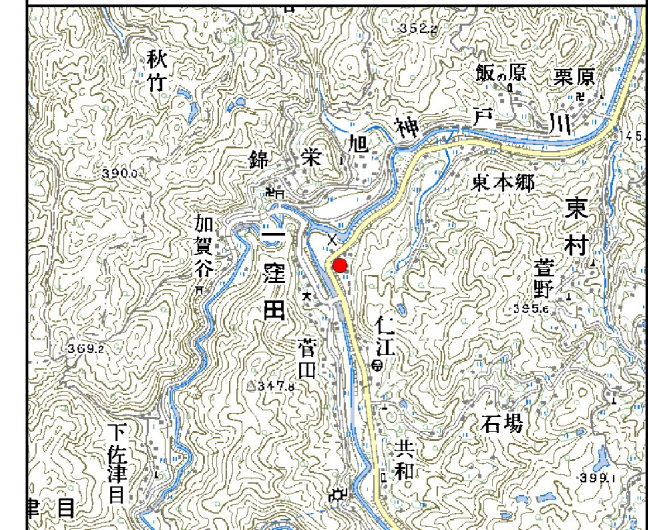 352.2
秋竹
飯の原
栗原
神戸川
旭
145.
錦
栄
390.0
東本郷
東村
加賀谷
一窪田
萱野
395.6
仁江
369.2
菅田
347.8
石場
下佐津目
共和
399.1
津目